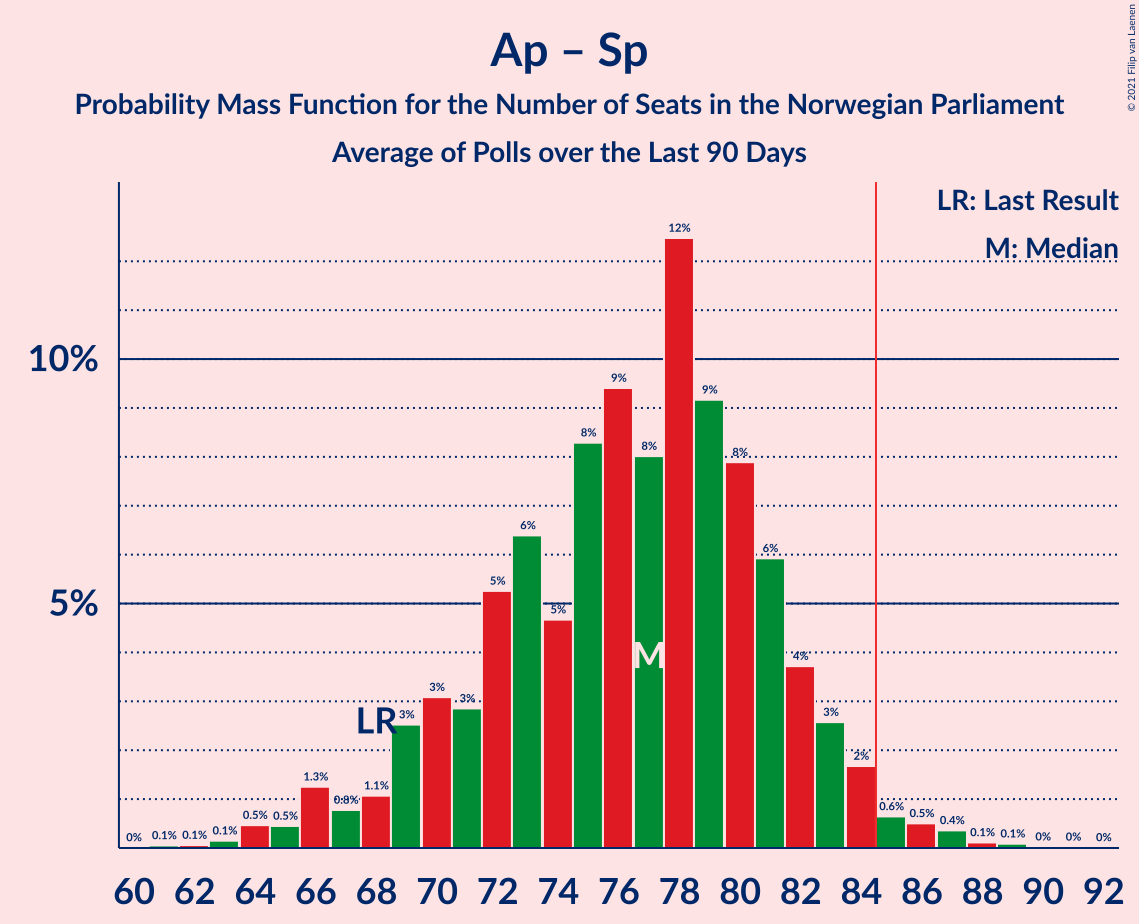 © 2021 Filip van Laenen
Ap – Sp
Probability Mass Function for the Number of Seats in the Norwegian Parliament
Average of Polls over the Last 90 Days
LR: Last Result
M: Median
10%
5%
0% 0.1% 0.1% 0.1% 0.5% 0.5% 1.3% 0.8% 1.1% 3% 3% 3% 5% 6% 5% 8% 9% 8% 12% 9% 8% 6% 4% 3% 2% 0.6% 0.5% 0.4% 0.1% 0.1% 0% 0% 0%
LR
M
60 62 64 66 68 70 72 74 76 78 80 82 84 86 88 90 92